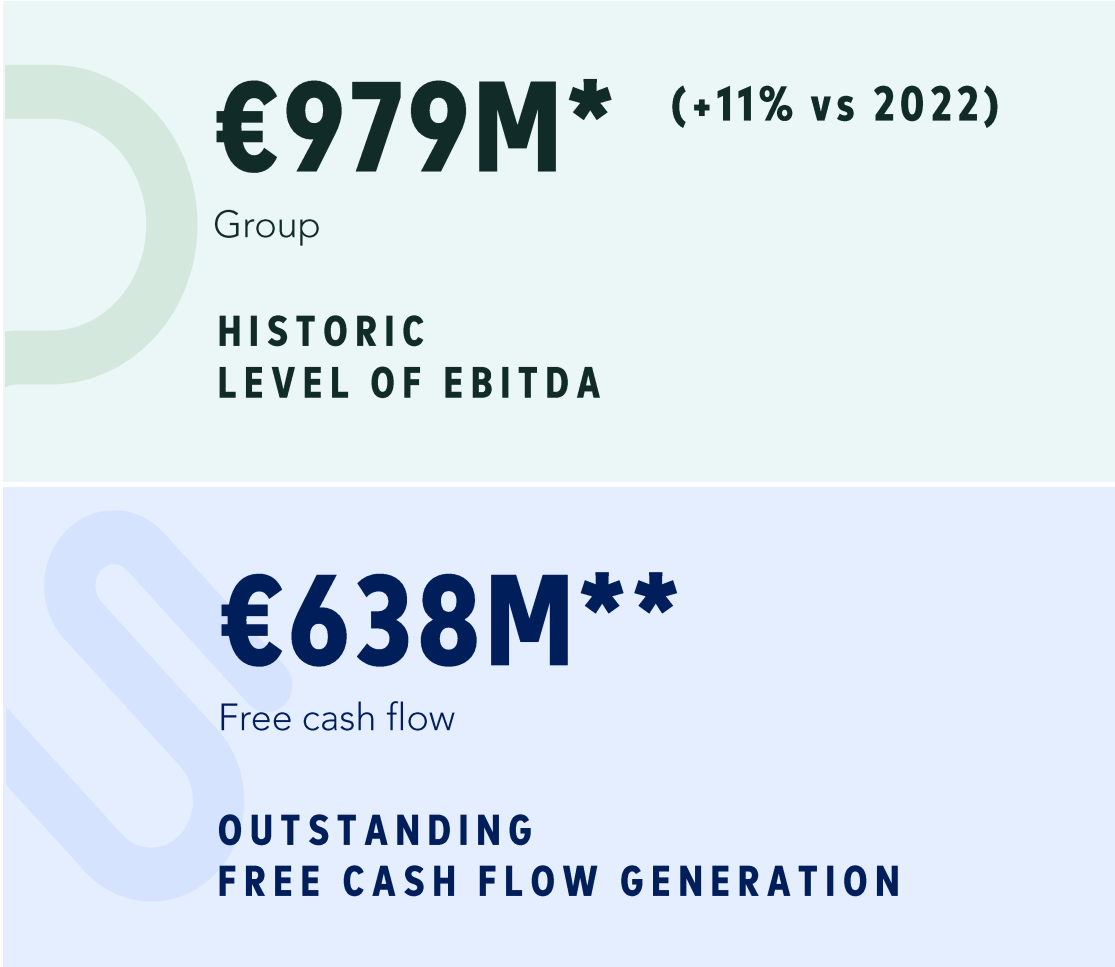 €979M* (+11% vs 2022)
Group
HISTORIC
LEVEL OF EBITDA
€638M**
Free cash flow
OUTSTANDING
FREE CASH FLOW GENERATION